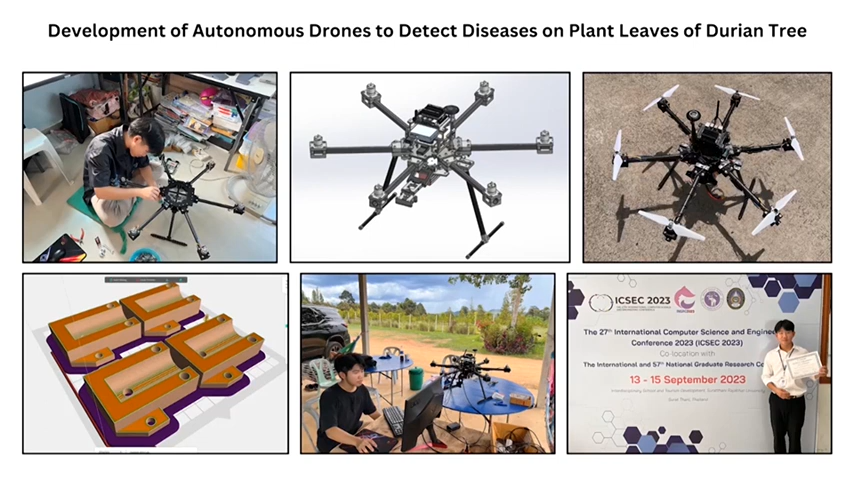 Development of Autonomous Drones to Detect Diseases on Plant Leaves of Durian Tree
ICSEC 2023
The 27th International Computer Science and Engineering
Conference 2023 (ICSEC 2023)
Co-location with
The International and 57th National Graduate Research
13 - 15 September 2023